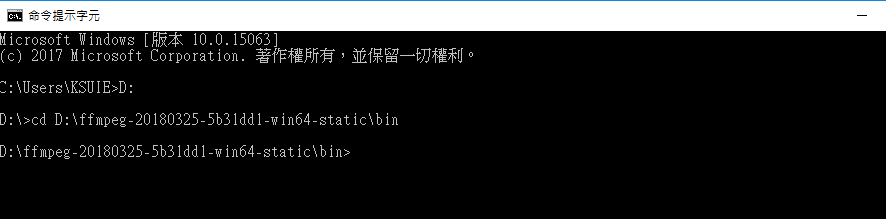 命令提示字元
Microsoft Windows [版本 10.0.15063]
(c) 2017 Microsoft Corporation. 著作權所有，並保留一切權利。
C:\Users\KSUIE>D:
D:\>cd D:\ffmpeg-20180325-5b31dd1-win64-static\bin
D:\ffmpeg-20180325-5b31dd1-win64-static\bin>